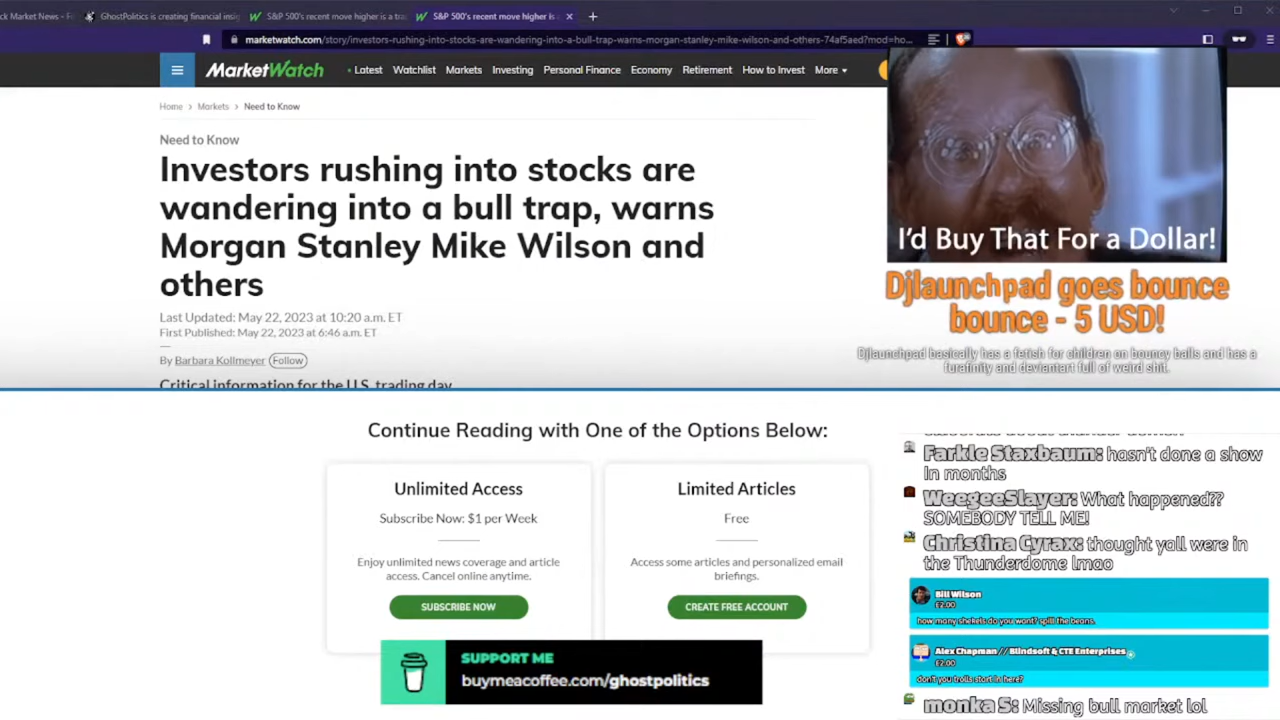 ck Market News - Fi
GhostPolitics is creating financial insig
S&P 500's recent move higher is a tra
S&P 500's recent move higher is
marketwatch.com/story/investors-rushing-into-stocks-are-wandering-into-a-bull-trap-warns-morgan-stanley-mike-wilson-and-others-74af5aed?mod=ho...
MarketWatch
Latest Watchlist Markets Investing Personal Finance Economy Retirement How to Invest More
Home > Markets > Need to Know
Need to Know
Investors rushing into stocks are
wandering into a bull trap, warns
Morgan Stanley Mike Wilson and
others
Last Updated: May 22, 2023 at 10:20 a.m. ET
First Published: May 22, 2023 at 6:46 a.m. ET
By Barbara Kollmeyer Follow
Critical information for the U.S. trading day
I'd Buy That For a Dollar!
Djlaunchpad goes bounce
bounce - 5 USD!
Djlaunchpad basically has a fetish for children on bouncy balls and has a
furafinity and deviantart full of weird shit.
Continue Reading with One of the Options Below:
Unlimited Access
Subscribe Now: $1 per Week
Enjoy unlimited news coverage and article
access. Cancel online anytime.
SUBSCRIBE NOW
Limited Articles
Free
Access some articles and personalized email
briefings.
CREATE FREE ACCOUNT
SUPPORT ME
buymeacoffee.com/ghostpolitics
Farkle Staxbaum: hasn't done a show
in months
WeegeeSlayer: What happened??
SOMEBODY TELL ME!
Christina Cyrax: thought yall were in
the Thunderdome lmao
Bill Wilson
£2.00
how many shekels do you want? spill the beans.
Alex Chapman // Blindsoft & CTE Enterprises
£2.00
don't you trolls start in here?
monka S: Missing bull market lol